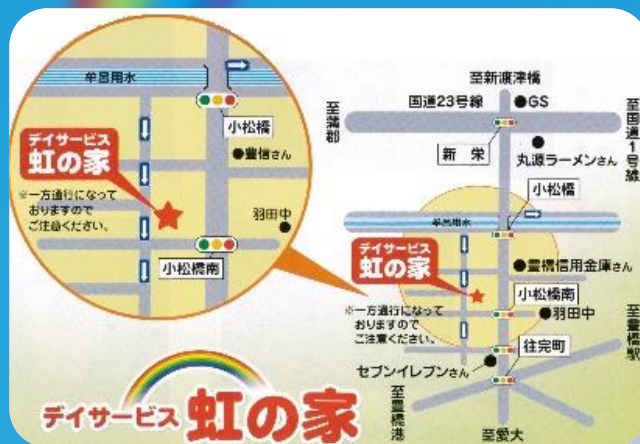 牟呂用水
小松橋
デイサービス
虹の家
●豊信さん
※一方通行になって
おりますので
ご注意ください。
羽田中
小松橋南
至新渡津橋
国道23号線
●GS
至蒲郡
至国道1号線
新 栄
丸源ラーメンさん
小松橋
牟呂用水
デイサービス
虹の家
●豊橋信用金庫さん
小松橋南
※一方通行になって
おりますので
ご注意ください。
●羽田中
至豊橋駅
往完町
セブンイレブンさん
至豊橋港
至愛大
デイサービス 虹の家